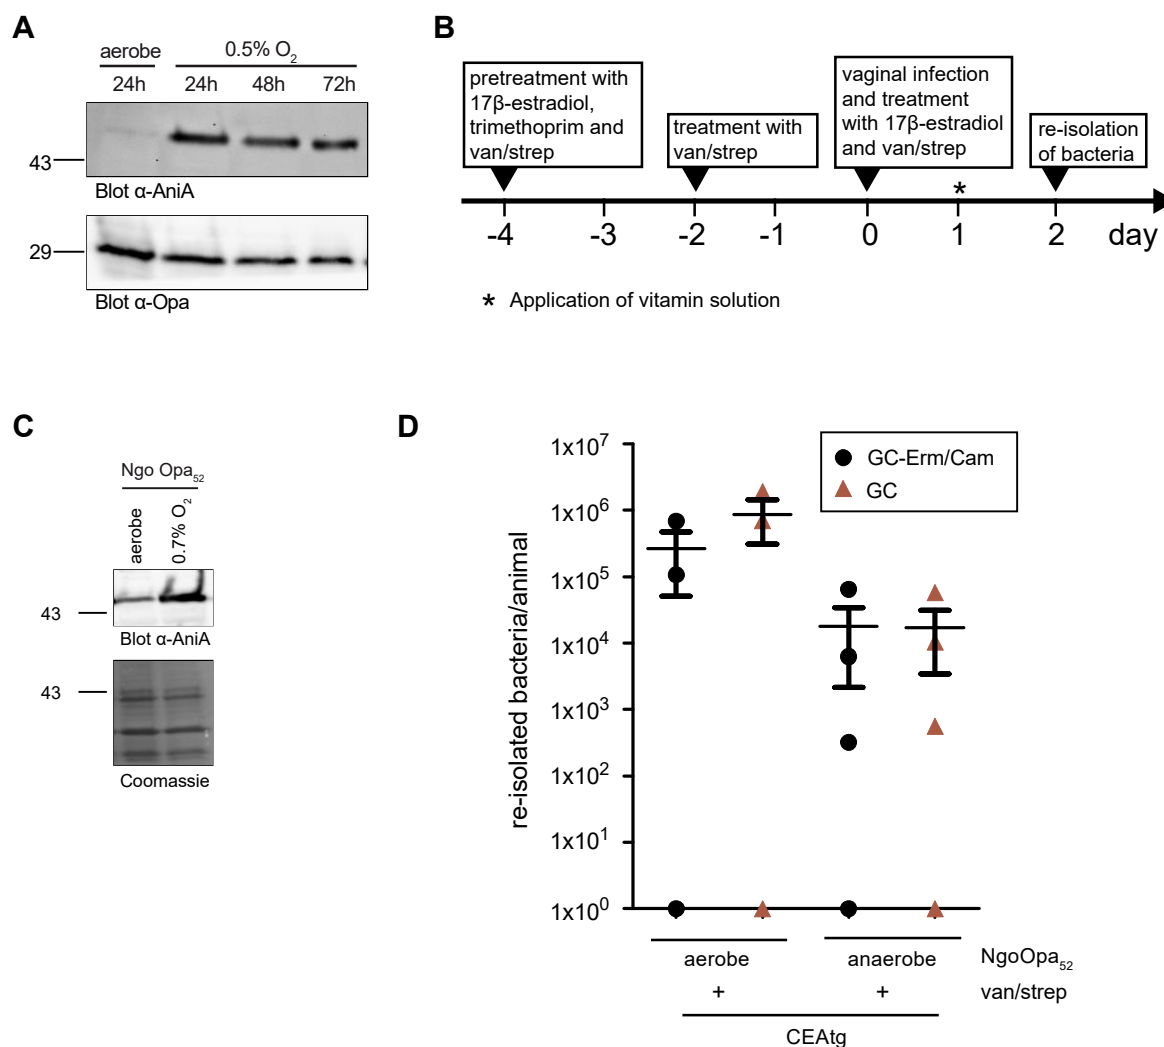 A
aerobe
0.5% O2
24h 24h 48h 72h
43
Blot α-AniA
29
Blot α-Opa
B
pretreatment with
17β-estradiol,
trimethoprim and
van/strep
treatment with
van/strep
vaginal infection
and treatment
with 17β-estradiol
and van/strep
re-isolation
of bacteria
*
-4 -3 -2 -1 0 1 2 day
* Application of vitamin solution
C
Ngo Opa52
aerobe
0.7% O2
43
Blot α-AniA
43
Coomassie
D
re-isolated bacteria/animal
1x10^7
1x10^6
1x10^5
1x10^4
1x10^3
1x10^2
1x10^1
1x10^0
GC-Erm/Cam
GC
aerobe anaerobe NgoOpa52
+ + van/strep
CEAtg